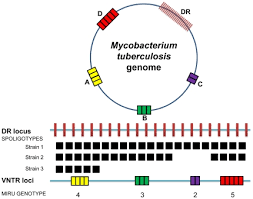 D
DR
Mycobacterium
tuberculosis
genome
A
C
B
DR locus
SPOLIGOTYPES
Strain 1
Strain 2
Strain 3
VNTR loci
MIRU GENOTYPE 4 3 2 5